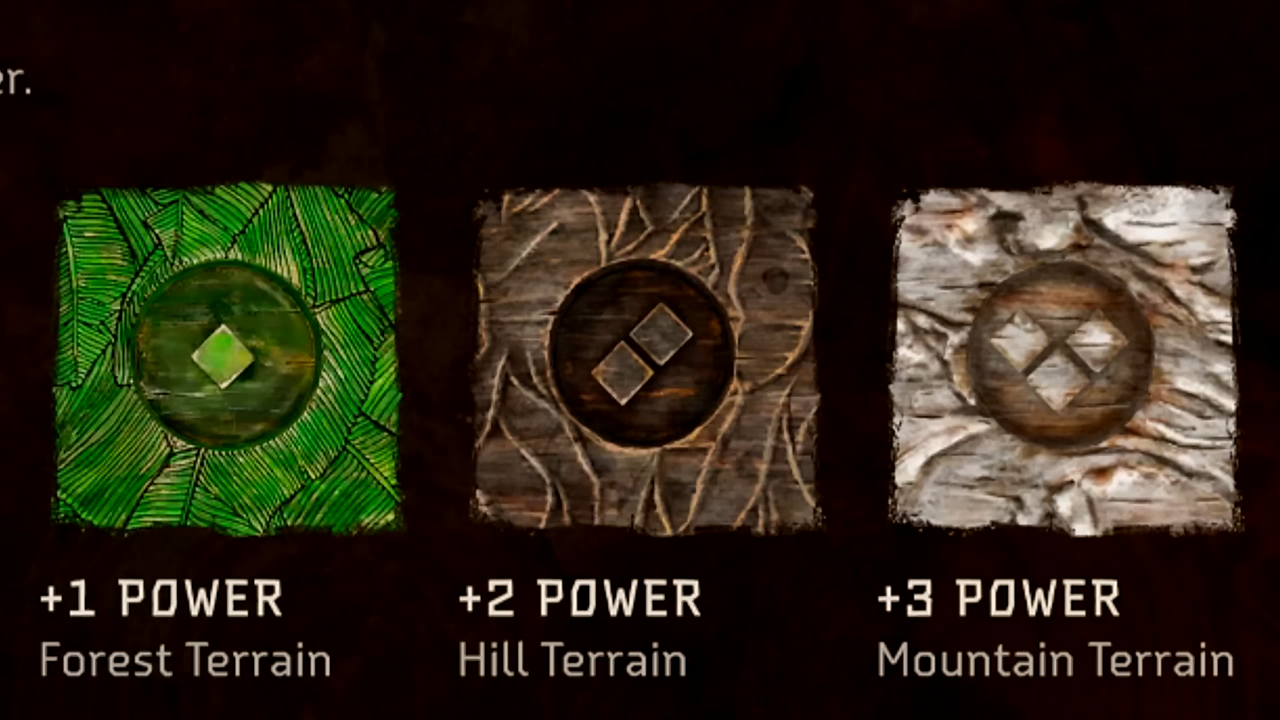 er.
+1 POWER
Forest Terrain
+2 POWER
Hill Terrain
+3 POWER
Mountain Terrain